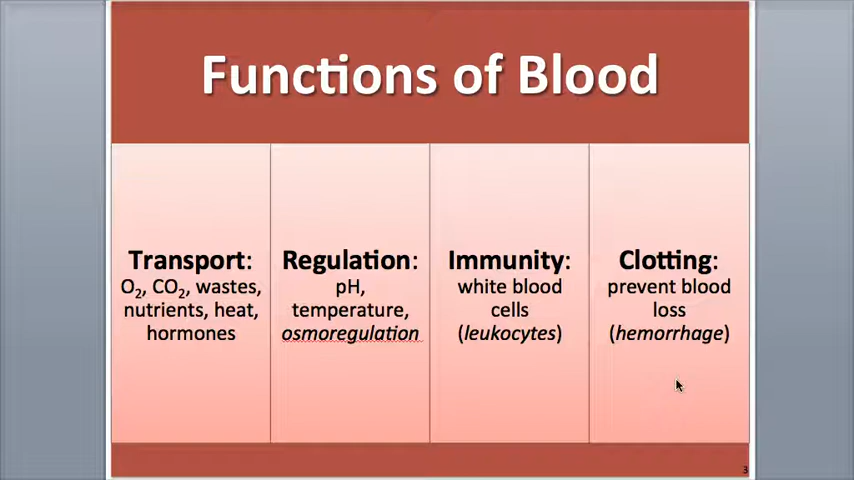 Functions of Blood
Transport:
O₂, CO₂, wastes,
nutrients, heat,
hormones
Regulation:
pH,
temperature,
osmoregulation
Immunity:
white blood
cells
(leukocytes)
Clotting:
prevent blood
loss
(hemorrhage)
3